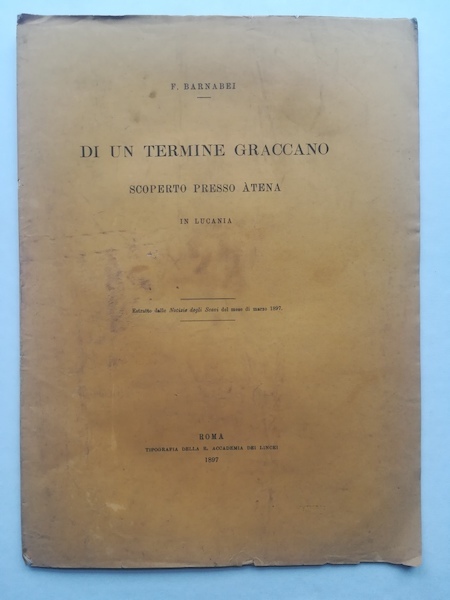 F. BARNABEI
DI UN TERMINE GRACCANO
SCOPERTO PRESSO ÀTENA
IN LUCANIA
Estratto dalle Notizie degli Scavi del mese di marzo 1897.
ROMA
TIPOGRAFIA DELLA R. ACCADEMIA DEI LINCEI
1897